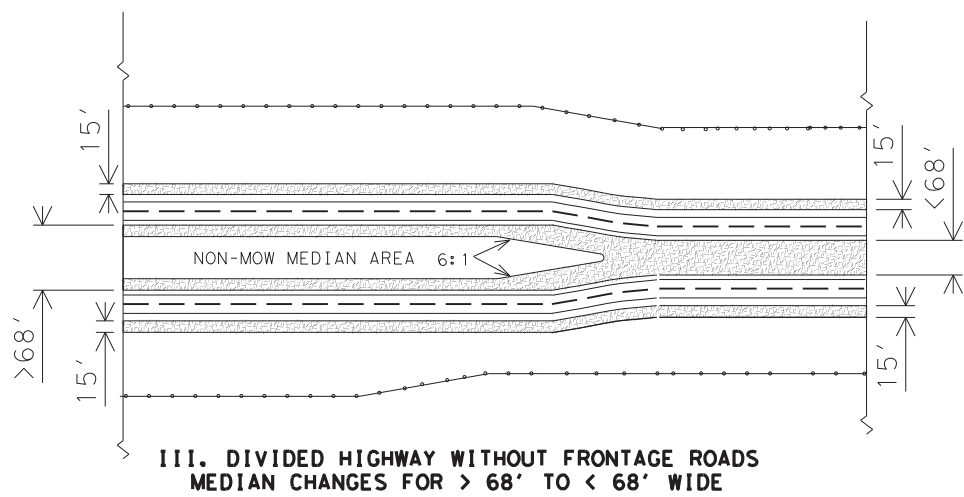 15'
15'
<68'
NON-MOW MEDIAN AREA 6:1
>68'
15'
15'
III. DIVIDED HIGHWAY WITHOUT FRONTAGE ROADS
MEDIAN CHANGES FOR > 68' TO < 68' WIDE